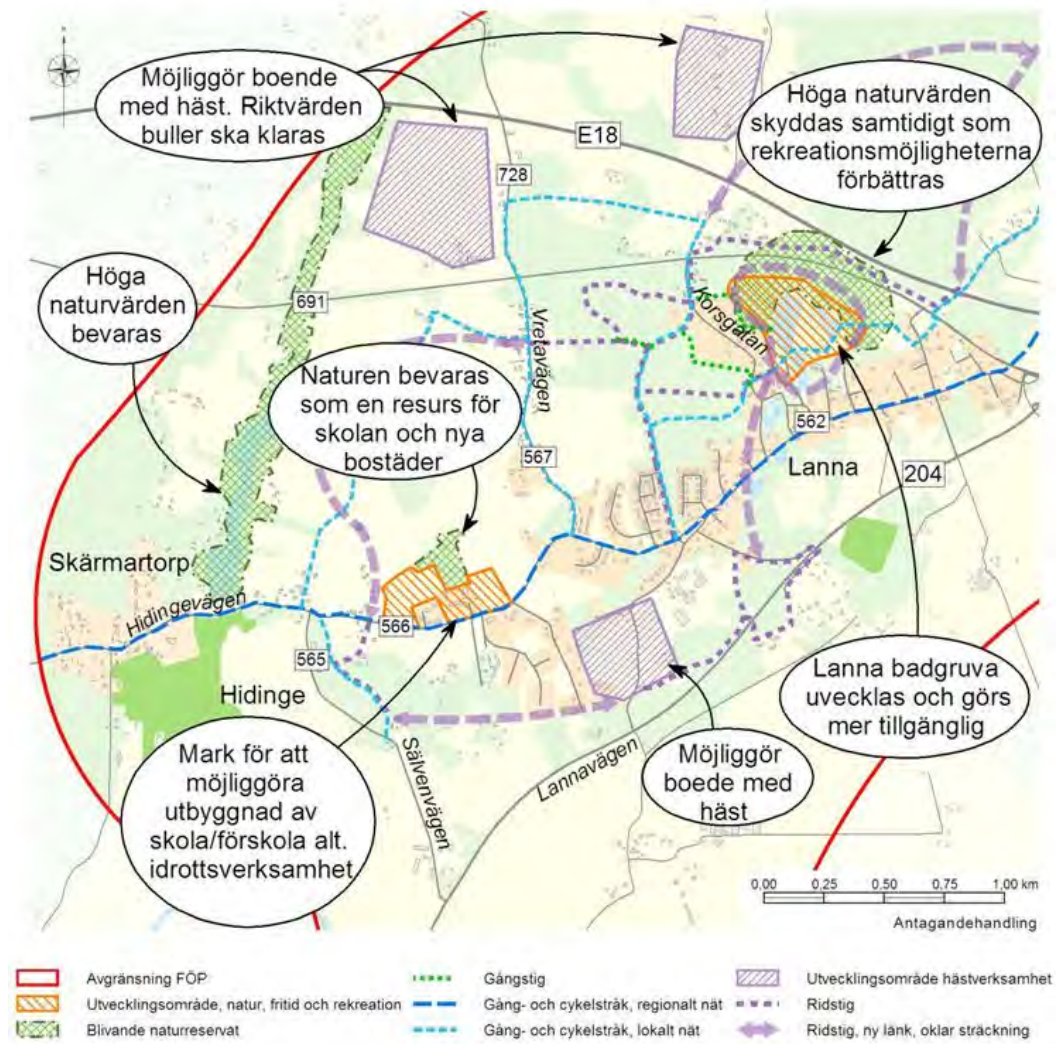 Möjliggör boende
med häst. Riktvärden
buller ska klaras
Höga naturvärden
skyddas samtidigt som
rekreationsmöjligheterna
förbättras
E18
728
Höga
naturvärden
bevaras
691
Vretavägen
Korsgatan
Naturen bevaras
som en resurs för
skolan och nya
bostäder
562
567
Lanna
204
Skärmartorp
Hidingevägen
566
565
Hidinge
Lanna badgruva
uvecklas och görs
mer tillgänglig
Mark för att
möjliggöra
utbyggnad av
skola/förskola alt.
idrottsverksamhet
Sälvenvägen
Lannavägen
Möjliggör
boede med
häst
0,00 0,25 0,50 0,75 1,00 km
Antagandehandling
Avgränsning FÖP
Utvecklingsområde, natur, fritid och rekreation
Blivande naturreservat
Gångstig
Gång- och cykelstråk, regionalt nät
Gång- och cykelstråk, lokalt nät
Utvecklingsområde hästverksamhet
Ridstig
Ridstig, ny länk, oklar sträckning